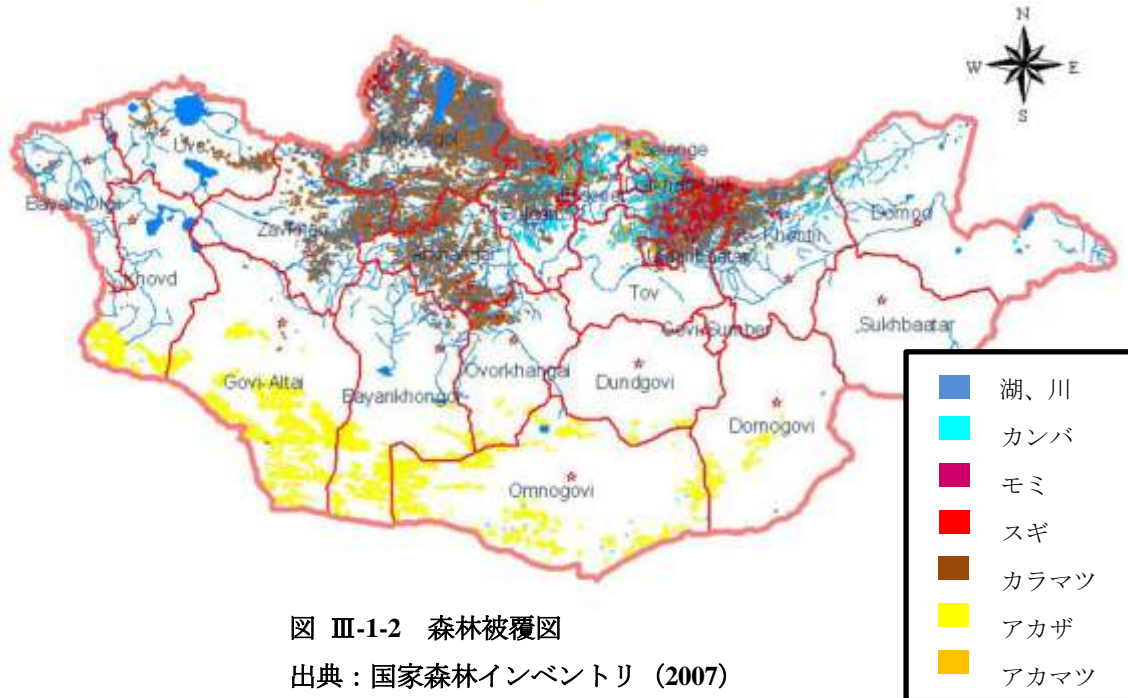 N
W E
S
Uvs
Khuvsgul
Selenge
Bayan-Olgii
Zavkhan
Bulgan
Arkhangai
Khentii
Dornod
Khovd
Tov
Sukhbaatar
Govi-Sumber
Govi-Altai
Bayankhongor
Ovorkhangai
Dundgovi
Dornogovi
Omnogovi
湖、川
カンバ
モミ
スギ
カラマツ
アカザ
アカマツ
図 Ⅲ-1-2 森林被覆図
出典：国家森林インベントリ（2007）